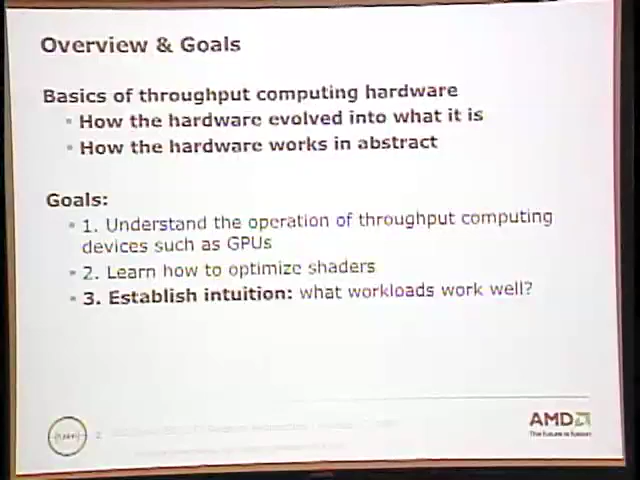 Overview & Goals
Basics of throughput computing hardware
How the hardware evolved into what it is
How the hardware works in abstract
Goals:
1. Understand the operation of throughput computing
devices such as GPUs
2. Learn how to optimize shaders
3. Establish intuition: what workloads work well?
2
AMD
The future is fusion